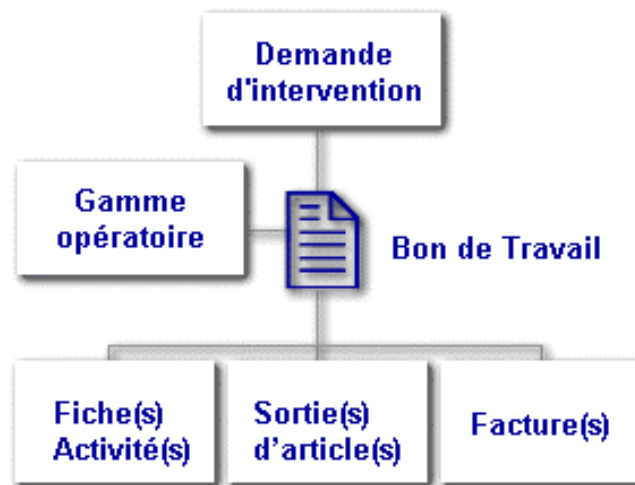 Demande
d'intervention
Gamme
opératoire
Bon de Travail
Fiche(s)
Activité(s)
Sortie(s)
d’article(s)
Facture(s)